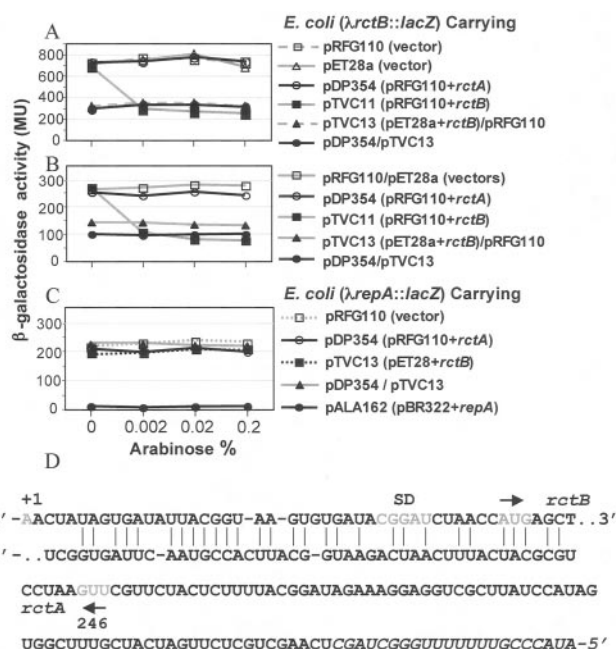 A
E. coli (λrctB::lacZ) Carrying
800
600
400
200
0
pRFG110 (vector)
pET28a (vector)
pDP354 (pRFG110+rctA)
pTVC11 (pRFG110+rctB)
pTVC13 (pET28a+rctB)/pRFG110
pDP354/pTVC13
β-galactosidase activity (MU)
B
300
200
100
0
pRFG110/pET28a (vectors)
pDP354 (pRFG110+rctA)
pTVC11 (pRFG110+rctB)
pTVC13 (pET28a+rctB)/pRFG110
pDP354/pTVC13
C
E. coli (λrepA::lacZ) Carrying
300
200
100
0
pRFG110 (vector)
pDP354 (pRFG110+rctA)
pTVC13 (pET28+rctB)
pDP354 / pTVC13
pALA162 (pBR322+repA)
0 0.002 0.02 0.2
Arabinose %
D
+1 SD rctB
'-AACUAUAGUGAUAUUACGGU-AA-GUGUGAUACGGAUCUAACCAUGAGCT..3'
'-..UCGGUGAUUC-AAUGCCACUUACG-GUAAGACUAACUUUACUACGCGU
CCUAAGUUCGUUCUACUCUUUUACGGAUAGAAAGGAGGUCGCUUAUCCAUAG
rctA
246
UGGCUUUGCUACUAGUUCUCGUCGAACUCGAUCGGGUUUUUUUGCCCAUA-5'